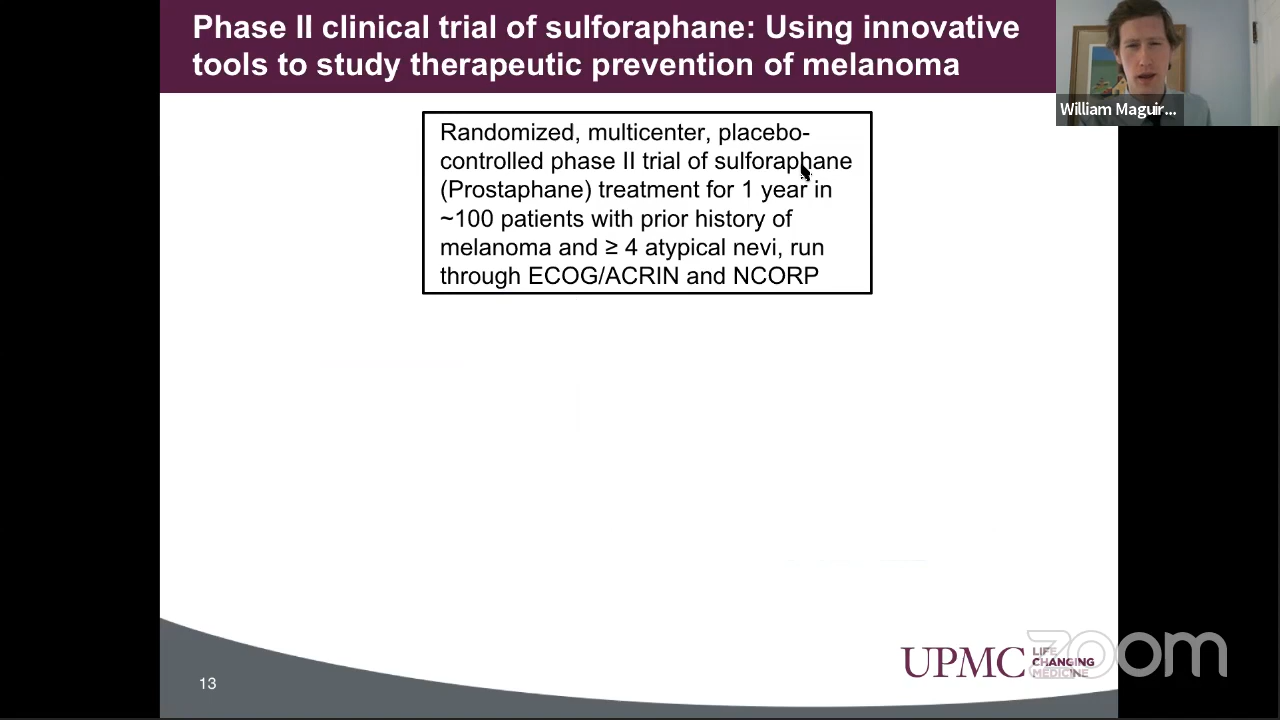 Phase II clinical trial of sulforaphane: Using innovative
tools to study therapeutic prevention of melanoma
William Maguir...
Randomized, multicenter, placebo-
controlled phase II trial of sulforaphane
(Prostaphane) treatment for 1 year in
~100 patients with prior history of
melanoma and ≥ 4 atypical nevi, run
through ECOG/ACRIN and NCORP
UPMC
LIFE
CHANGING
MEDICINE
zoom
13